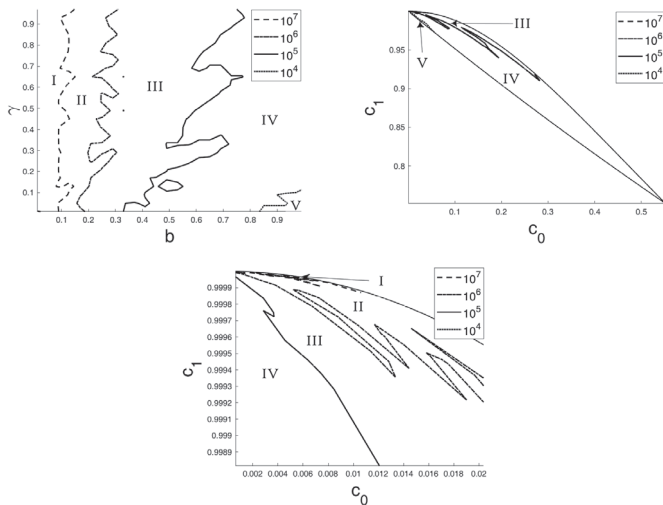 0.9
0.8
0.7
0.6
0.5
0.4
0.3
0.2
0.1
γ
I
II
III
IV
V
10⁷
10⁶
10⁵
10⁴
0.1 0.2 0.3 0.4 0.5 0.6 0.7 0.8 0.9
b
0.95
0.9
0.85
0.8
c₁
III
V
IV
10⁷
10⁶
10⁵
10⁴
0.1 0.2 0.3 0.4 0.5
c₀
0.9999
0.9998
0.9997
0.9996
0.9995
0.9994
0.9993
0.9992
0.9991
0.999
0.9989
c₁
I
II
III
IV
10⁷
10⁶
10⁵
10⁴
0.002 0.004 0.006 0.008 0.01 0.012 0.014 0.016 0.018 0.02
c₀